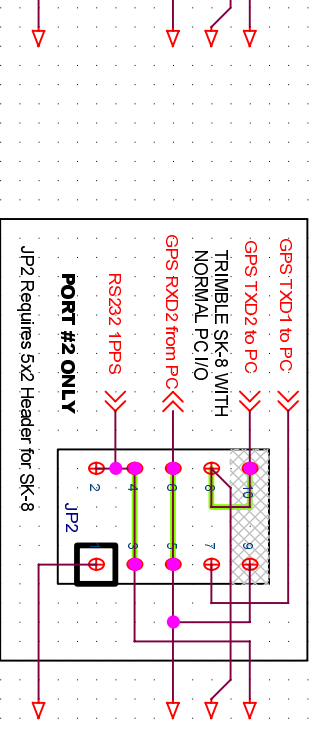 GPS TXD1 to PC
GPS TXD2 to PC
TRIMBLE SK-8 WITH
NORMAL PC I/O
GPS RXD2 from PC
RS232 1PPS
PORT #2 ONLY
JP2 Requires 5x2 Header for SK-8
JP2
10 9
8 7
6 5
4 3
2 1